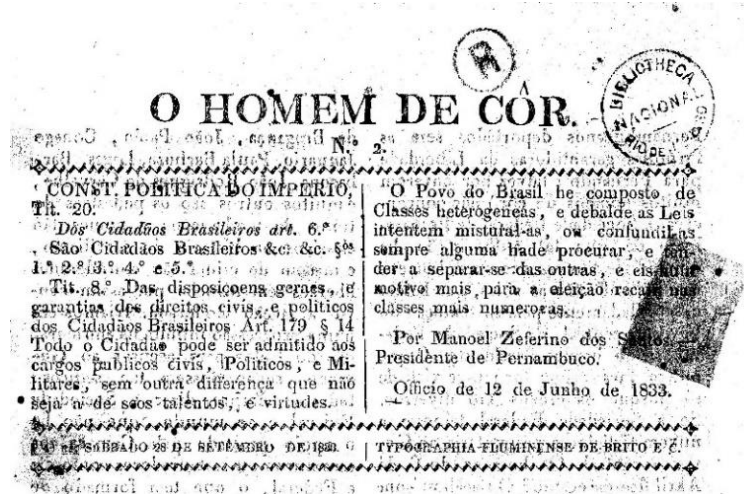 R
BIBLIOTHECA NACIONAL
RIO DE
O HOMEM DE CÔR.
N.º 2.
CONST. POLITICA DO IMPERIO,
Tit. 2º.
Dos Cidadãos Brasileiros art. 6.º
São Cidadãos Brasileiros &c. &c. §§ºˢ
1.º 2.º 3.º 4.º e 5.º
Tit. 8.º Das disposiçoens geraes, e
garantias dos direitos civis, e politicos
dos Cidadãos Brasileiros Art. 179 § 14
Todo o Cidadão pode ser admitido aos
cargos publicos civis, Politicos, e Mi-
litares, sem outra differença que não
seja a de seos talentos, e virtudes.
O Povo do Brasil he composto de
Classes heterogeneas, e debalde as Leis
intentem mistural-as, ou confundil-as
sempre alguma hade procurar, e
der a separar-se das outras, e eis
motivo mais para a eleição
classes mais numerozas.
Por Manoel Zeferino dos Santos
Presidente de Pernambuco.
Officio de 12 de Junho de 1833.
SABBADO 28 DE SETEMBRO DE 1833.
TYPOGRAPHIA FLUMINENSE DE BRITO E C.